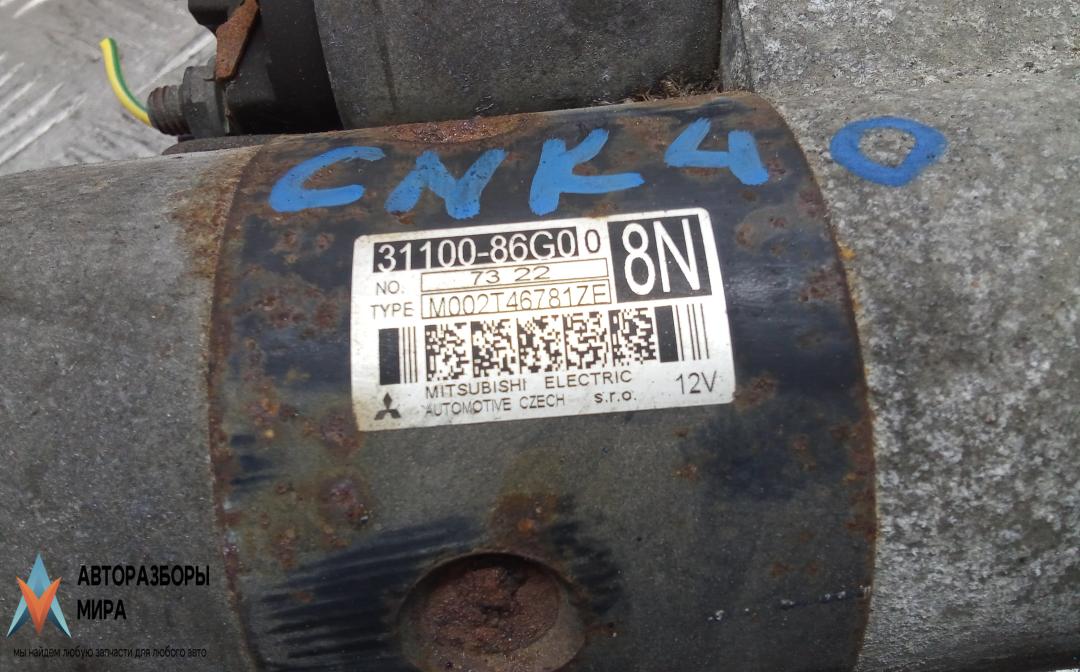 CNK40
31100-86G00
8N
NO. 73 22
TYPE M002T46781ZE
MITSUBISHI ELECTRIC
AUTOMOTIVE CZECH s.r.o. 12V
АВТОРАЗБОРЫ
МИРА
мы найдем любую запчасти для любого авто